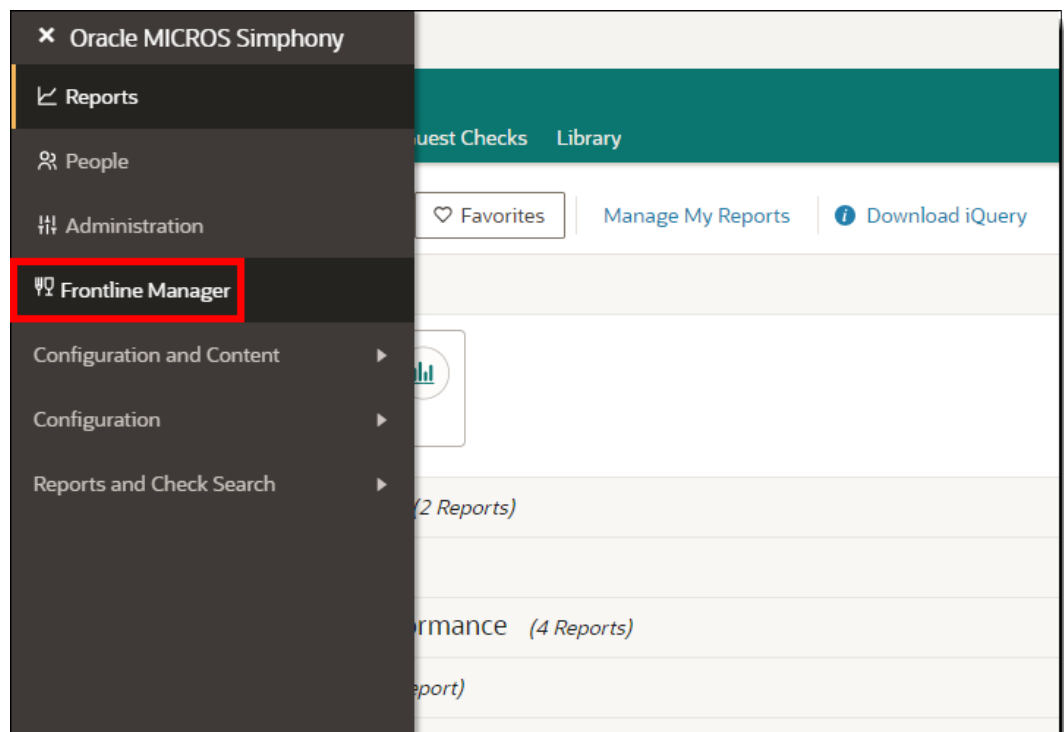 Oracle MICROS Simphony
Reports
People
Administration
Frontline Manager
Configuration and Content
Configuration
Reports and Check Search
uest Checks Library
Favorites Manage My Reports Download iQuery
(2 Reports)
rmance (4 Reports)
port)